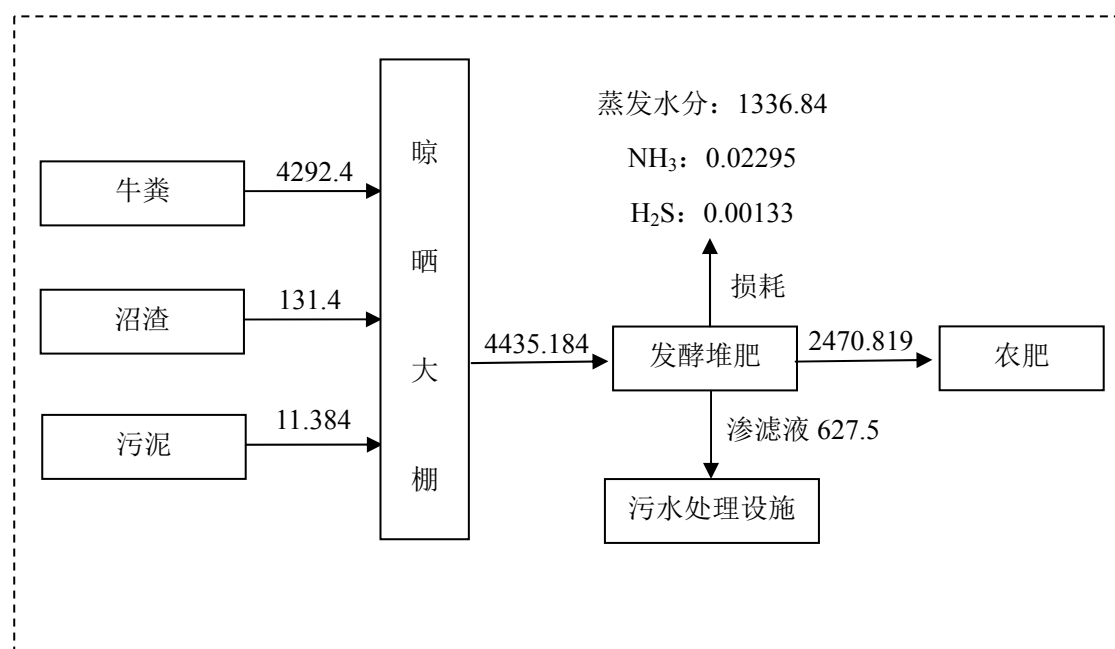 蒸发水分：1336.84
NH₃：0.02295
H₂S：0.00133
牛粪
4292.4
晾
晒
大
棚
损耗
沼渣
131.4
4435.184
发酵堆肥
2470.819
农肥
污泥
11.384
渗滤液 627.5
污水处理设施